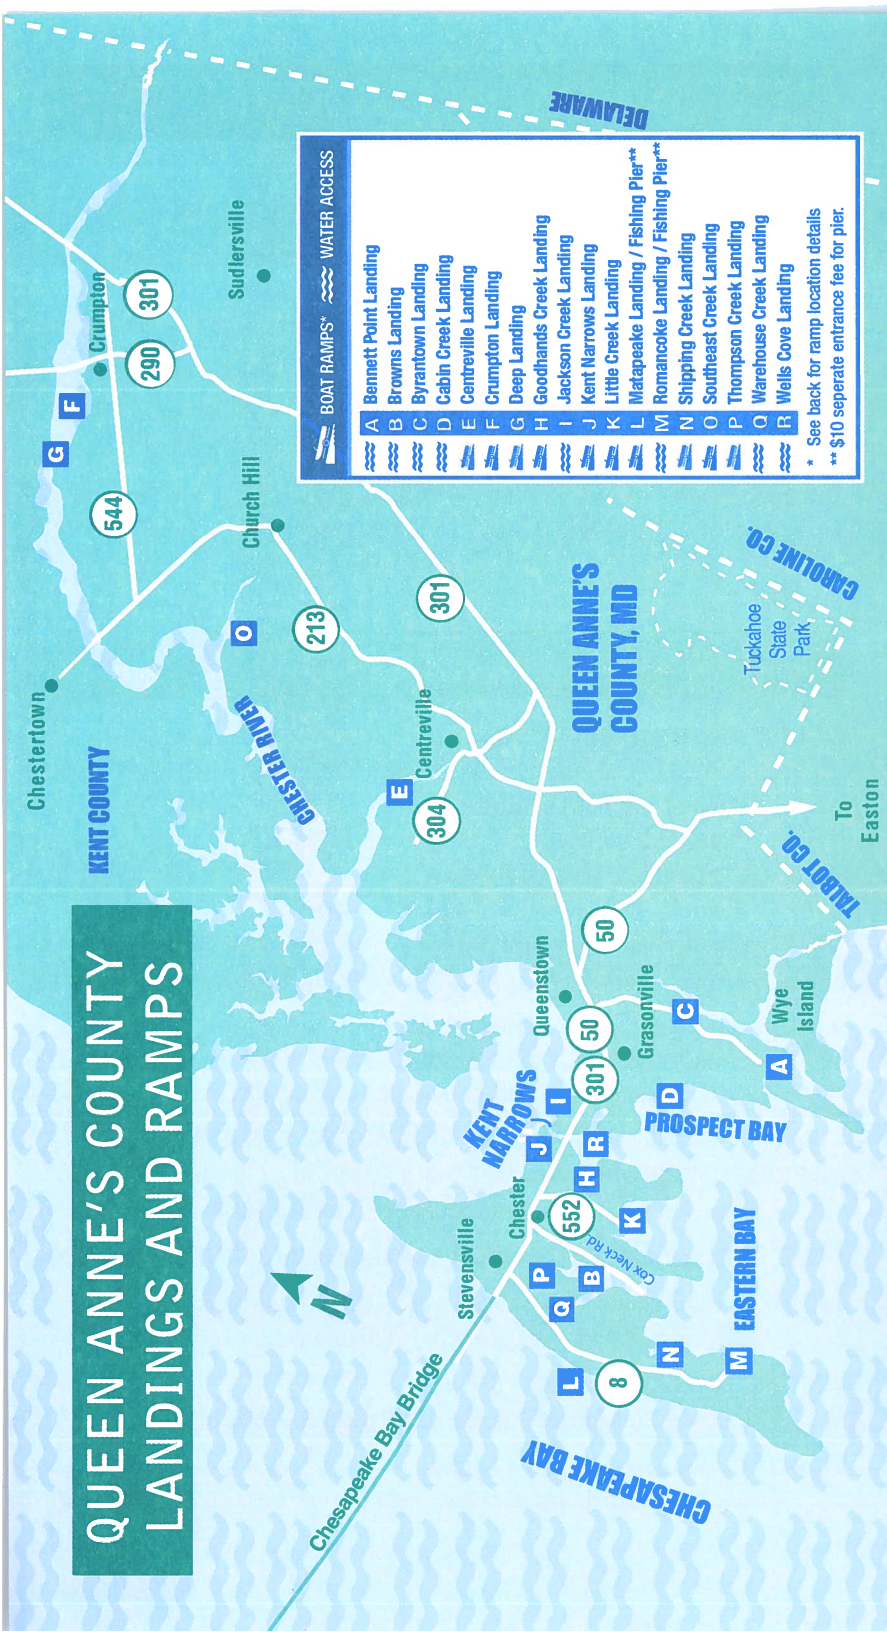 QUEEN ANNE'S COUNTY
LANDINGS AND RAMPS
BOAT RAMPS* WATER ACCESS
A Bennett Point Landing
B Browns Landing
C Byrantown Landing
D Cabin Creek Landing
E Centreville Landing
F Crumpton Landing
G Deep Landing
H Goodhands Creek Landing
I Jackson Creek Landing
J Kent Narrows Landing
K Little Creek Landing
L Matapeake Landing / Fishing Pier**
M Romancoke Landing / Fishing Pier**
N Shipping Creek Landing
O Southeast Creek Landing
P Thompson Creek Landing
Q Warehouse Creek Landing
R Wells Cove Landing
* See back for ramp location details
** $10 seperate entrance fee for pier.
DELAWARE
Sudlersville
Crumpton
301
290
F
G
544
Church Hill
213
301
O
Chestertown
KENT COUNTY
CHESTER RIVER
Centreville
E
304
QUEEN ANNE'S
COUNTY, MD
CAROLINE CO.
Tuckahoe
State
Park
TALBOT CO.
To
Easton
50
Queenstown
50
301
Grasonville
C
Wye
Island
A
D
PROSPECT BAY
KENT
NARROWS
I
J
R
H
Chester
552
K
Cox Neck Rd.
Stevensville
P
B
Q
EASTERN BAY
L
8
N
M
N
Chesapeake Bay Bridge
CHESAPEAKE BAY